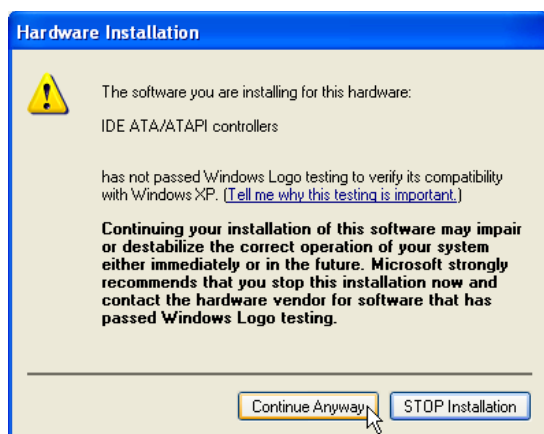 Hardware Installation
The software you are installing for this hardware:
IDE ATA/ATAPI controllers
has not passed Windows Logo testing to verify its compatibility
with Windows XP. (Tell me why this testing is important.)
Continuing your installation of this software may impair
or destabilize the correct operation of your system
either immediately or in the future. Microsoft strongly
recommends that you stop this installation now and
contact the hardware vendor for software that has
passed Windows Logo testing.
Continue Anyway
STOP Installation